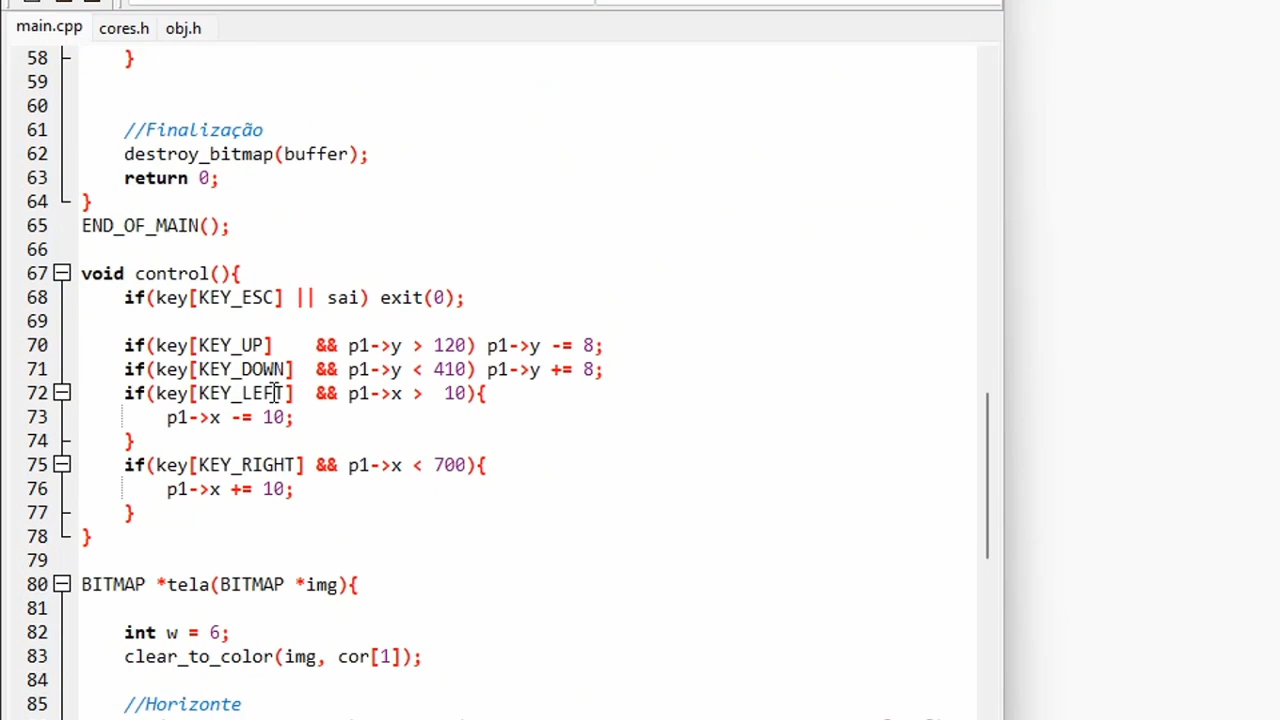 main.cpp cores.h obj.h
58 }
59
60
61 //Finalização
62 destroy_bitmap(buffer);
63 return 0;
64 }
65 END_OF_MAIN();
66
67 void control(){
68 if(key[KEY_ESC] || sai) exit(0);
69
70 if(key[KEY_UP] && p1->y > 120) p1->y -= 8;
71 if(key[KEY_DOWN] && p1->y < 410) p1->y += 8;
72 if(key[KEY_LEFT] && p1->x > 10){
73 p1->x -= 10;
74 }
75 if(key[KEY_RIGHT] && p1->x < 700){
76 p1->x += 10;
77 }
78 }
79
80 BITMAP *tela(BITMAP *img){
81
82 int w = 6;
83 clear_to_color(img, cor[1]);
84
85 //Horizonte